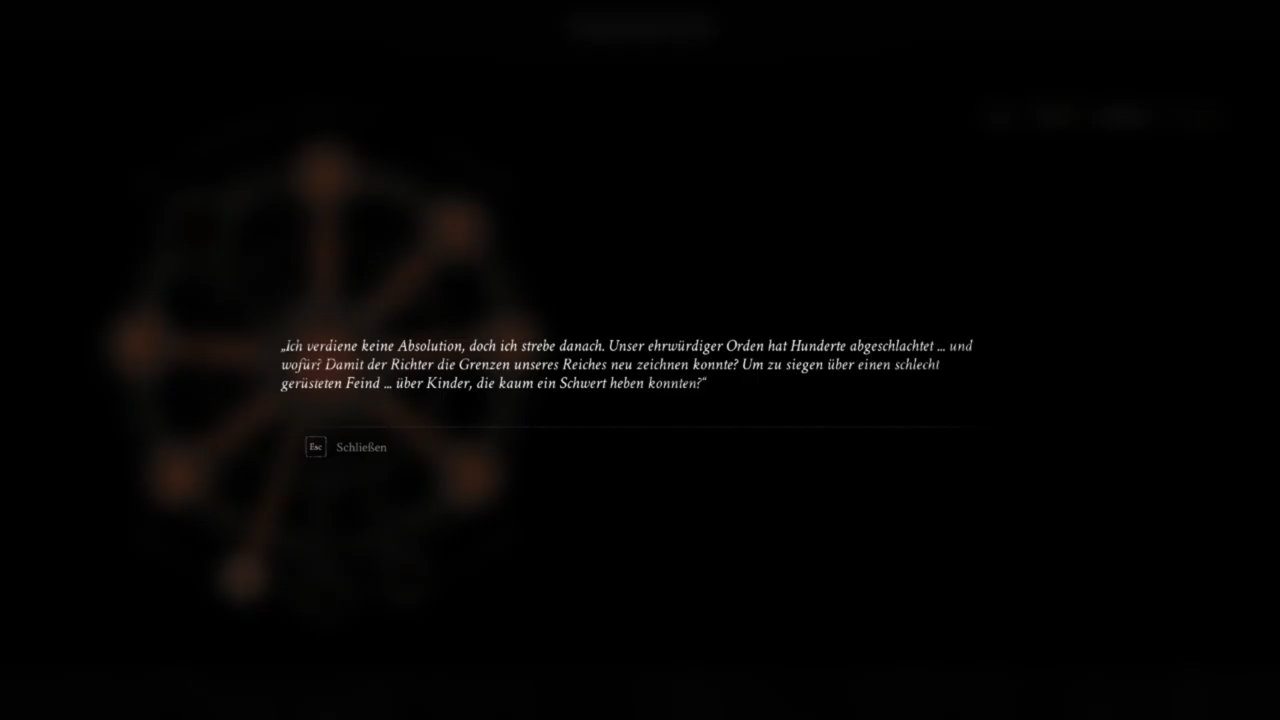 „Ich verdiene keine Absolution, doch ich strebe danach. Unser ehrwürdiger Orden hat Hunderte abgeschlachtet ... und
wofür? Damit der Richter die Grenzen unseres Reiches neu zeichnen konnte? Um zu siegen über einen schlecht
gerüsteten Feind ... über Kinder, die kaum ein Schwert heben konnten?“
Esc Schließen